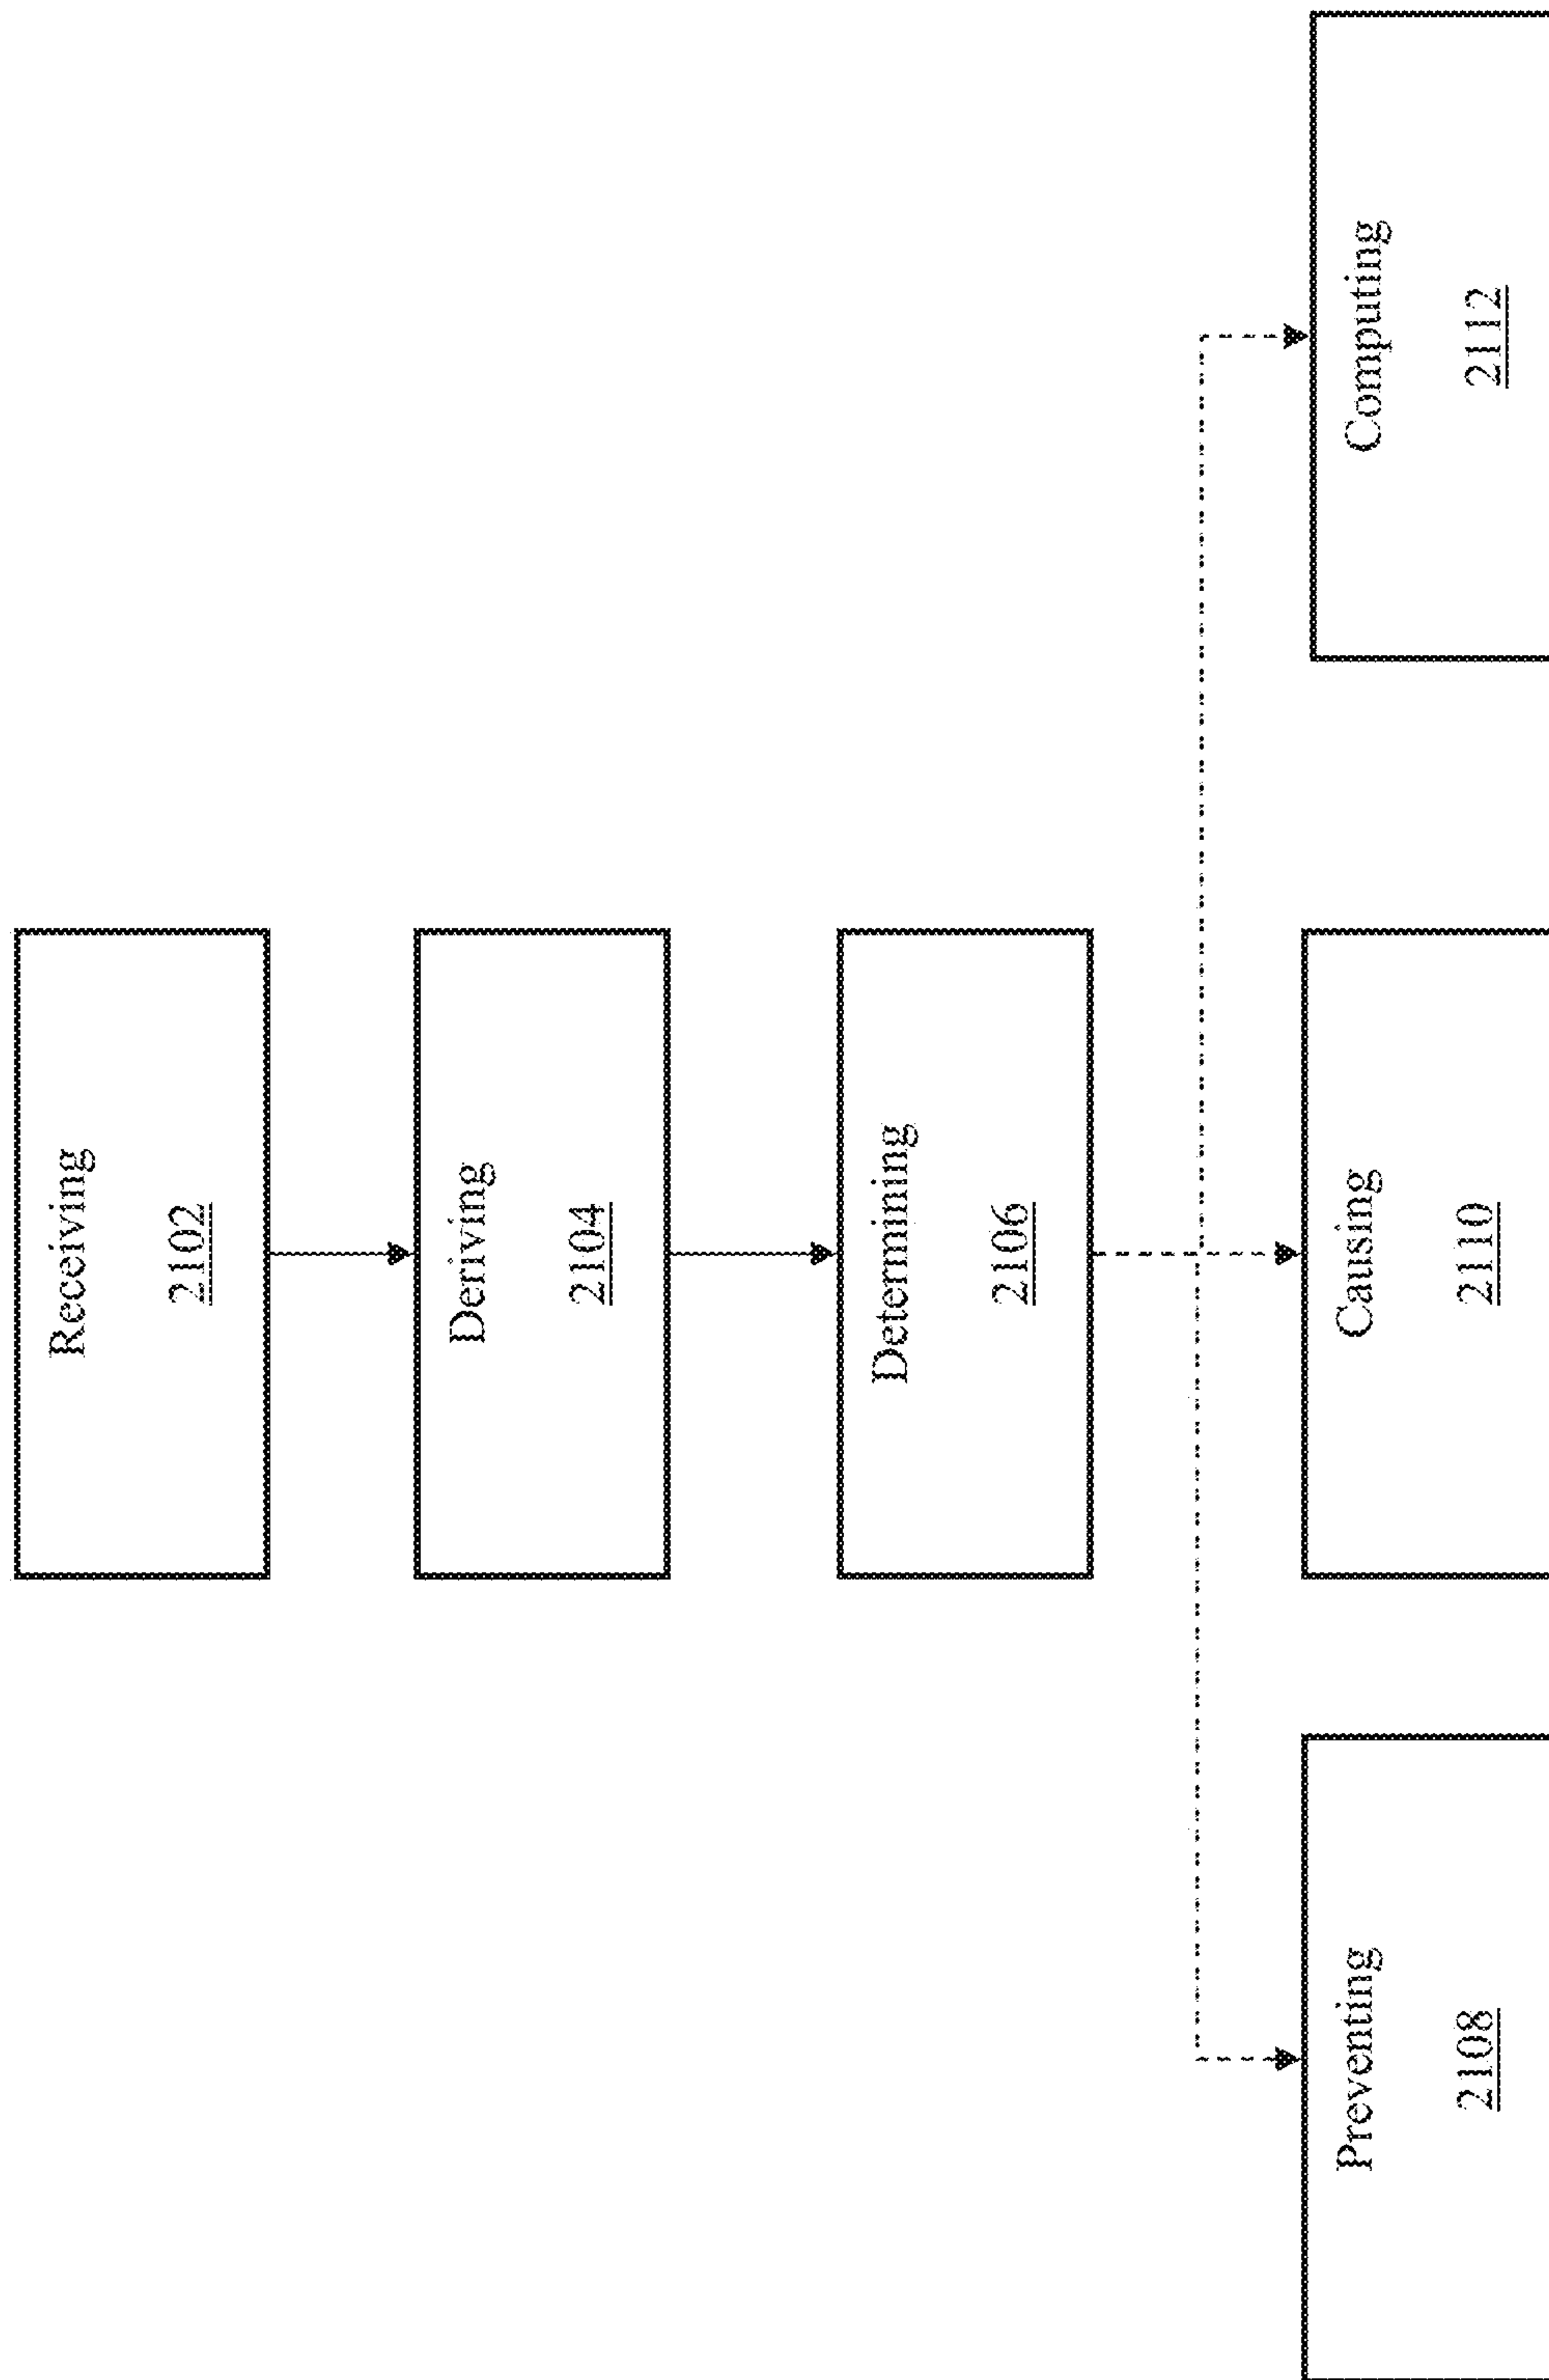 Receiving
2102
Deriving
2104
Determining
2106
Preventing
2108
Causing
2110
Computing
2112